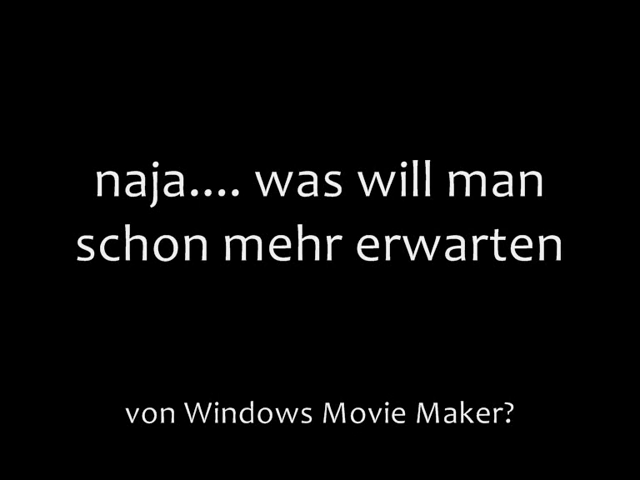 naja.... was will man
schon mehr erwarten
von Windows Movie Maker?